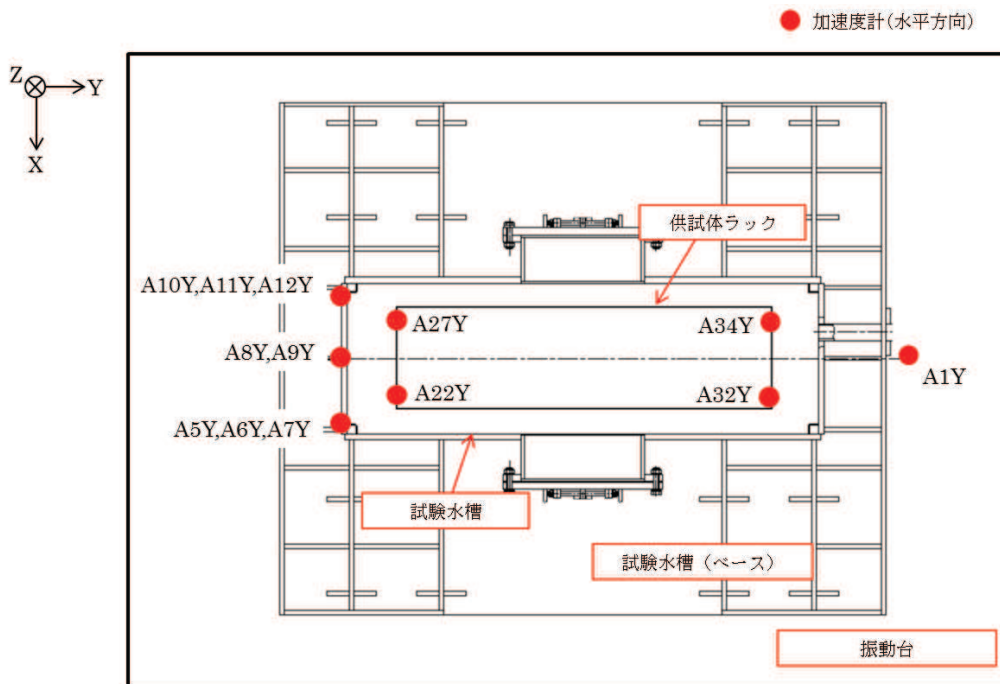 加速度計(水平方向)
Z
Y
X
供試体ラック
A10Y,A11Y,A12Y
A27Y
A34Y
A8Y,A9Y
A1Y
A22Y
A32Y
A5Y,A6Y,A7Y
試験水槽
試験水槽（ベース）
振動台